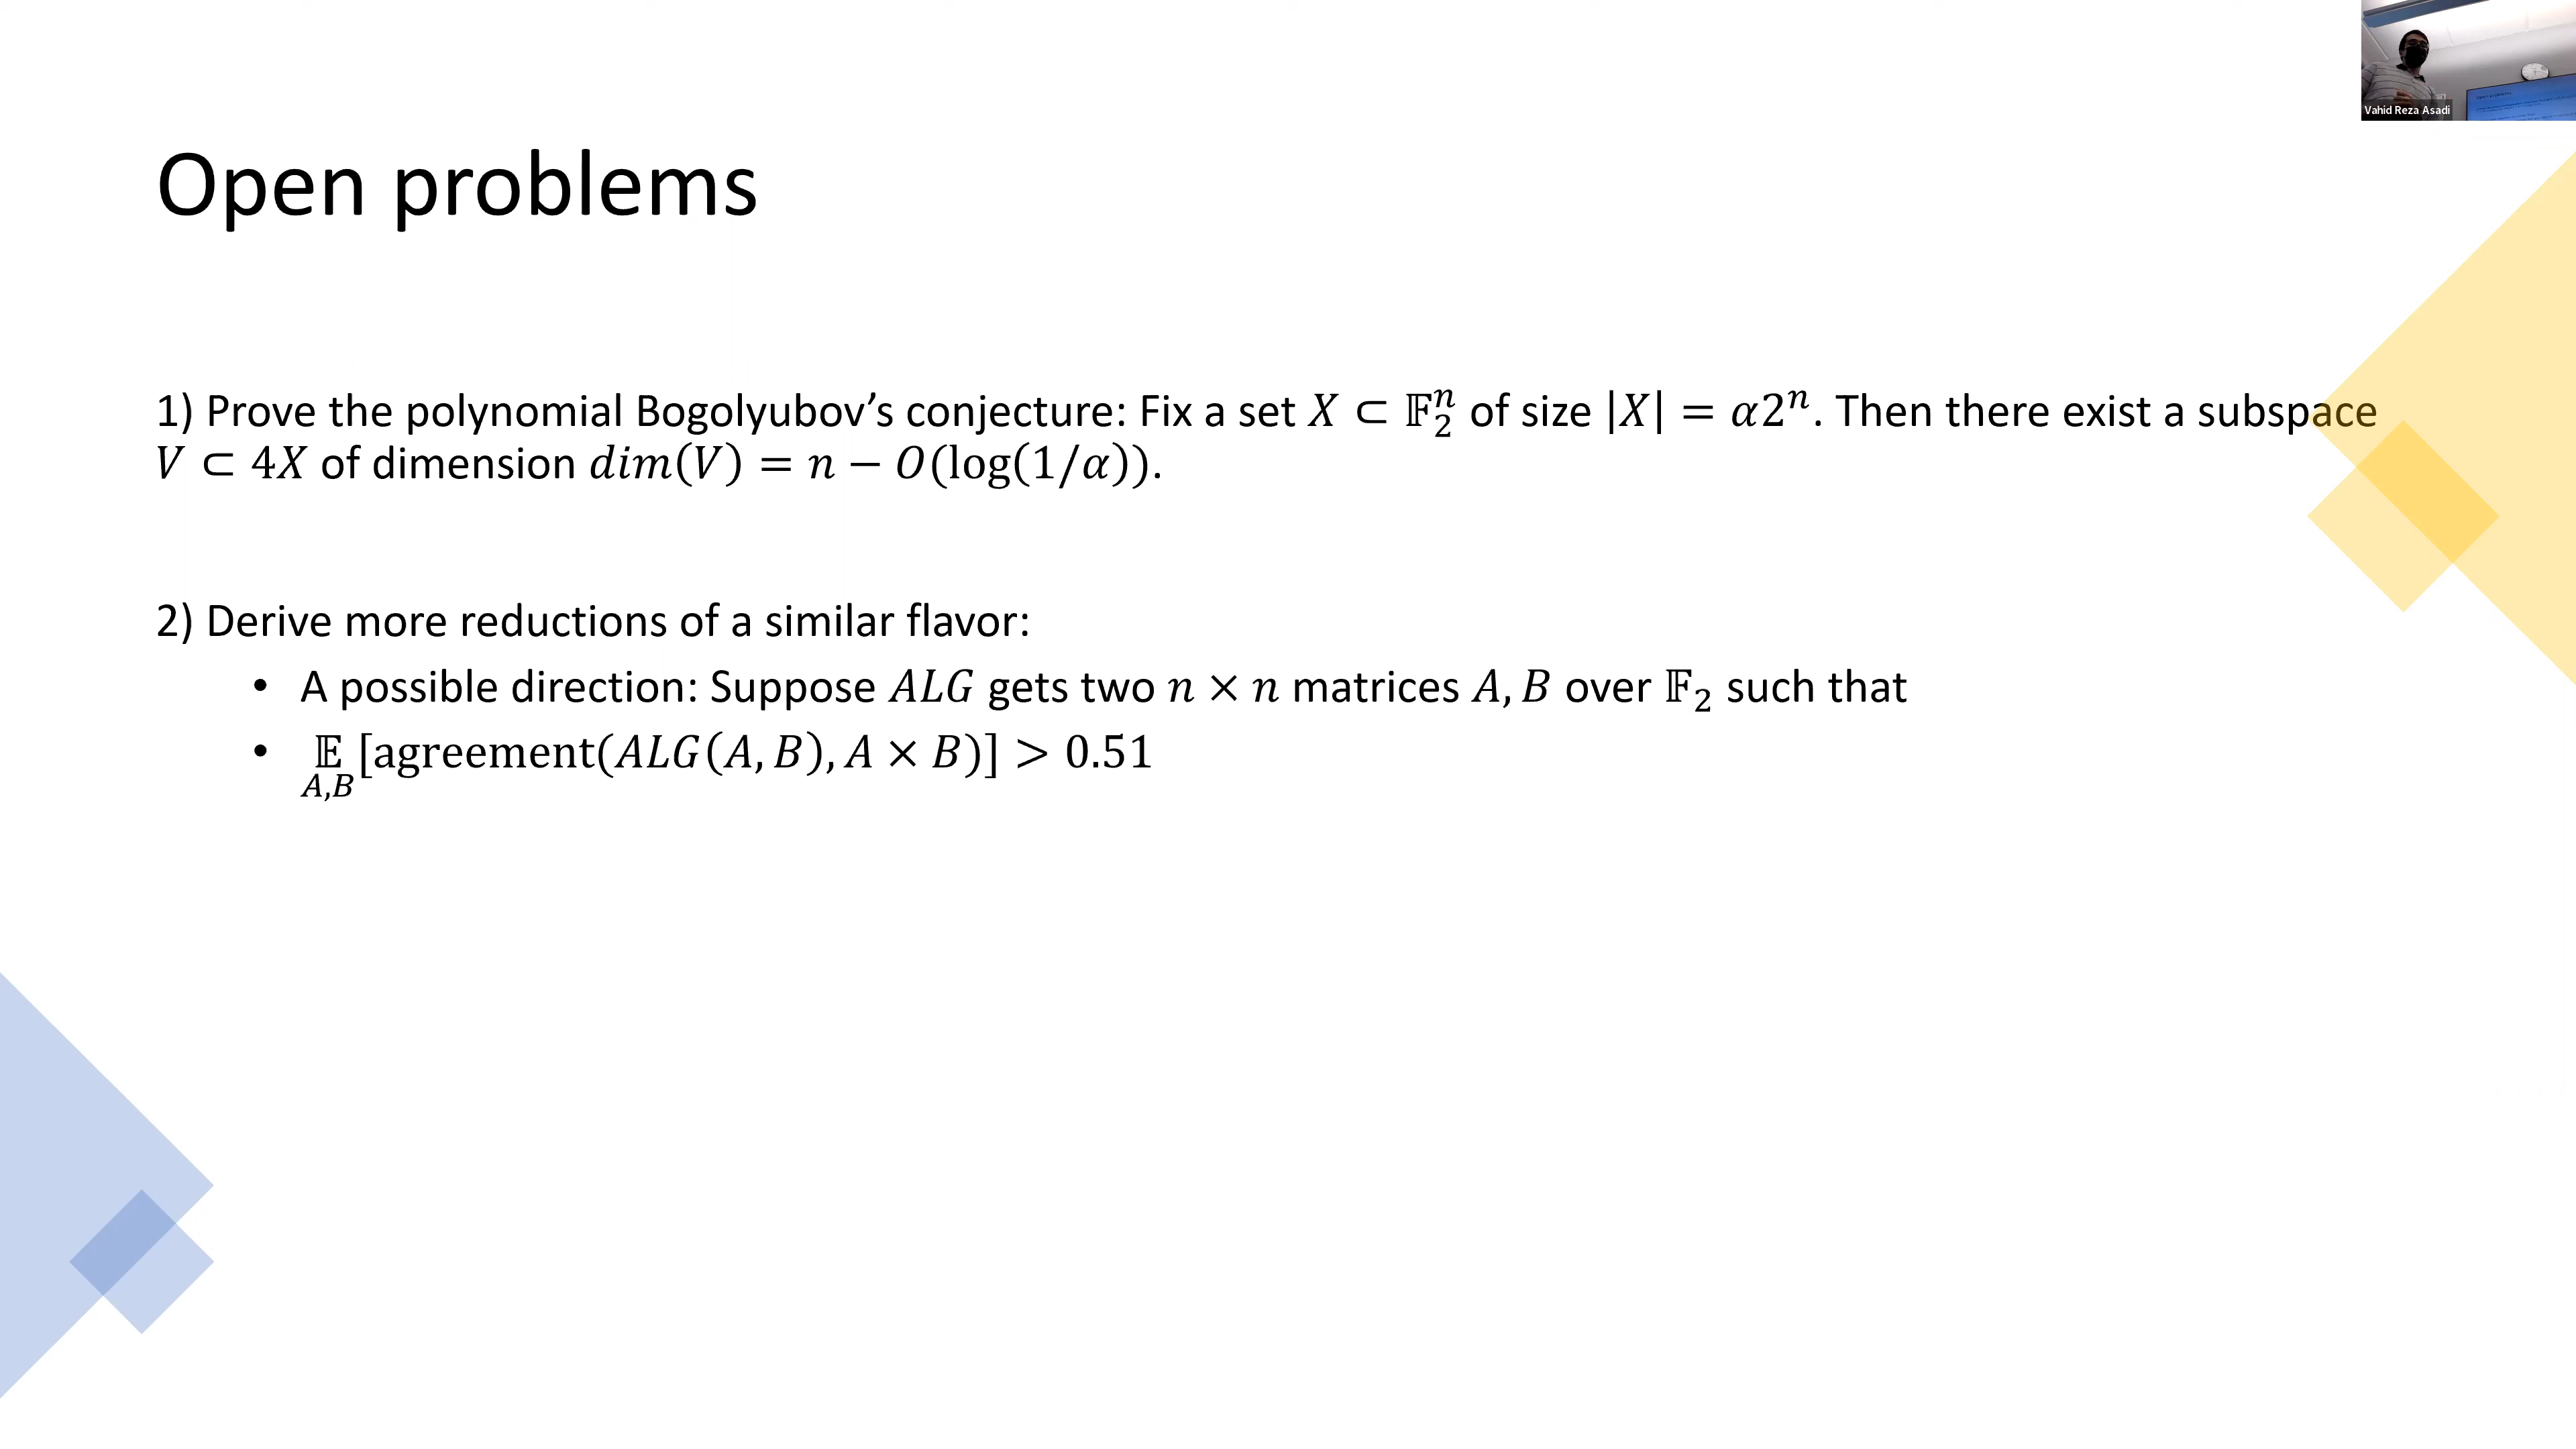 Vahid Reza Asadi
Open problems
1) Prove the polynomial Bogolyubov’s conjecture: Fix a set 𝑋 ⊂ 𝔽₂ⁿ of size |𝑋| = 𝛼2ⁿ. Then there exist a subspace
𝑉 ⊂ 4𝑋 of dimension 𝑑𝑖𝑚(𝑉) = 𝑛 − 𝑂(log(1/𝛼)).
2) Derive more reductions of a similar flavor:
• A possible direction: Suppose 𝐴𝐿𝐺 gets two 𝑛 × 𝑛 matrices 𝐴, 𝐵 over 𝔽₂ such that
• 𝔼[agreement(𝐴𝐿𝐺(𝐴, 𝐵), 𝐴 × 𝐵)] > 0.51
𝐴,𝐵